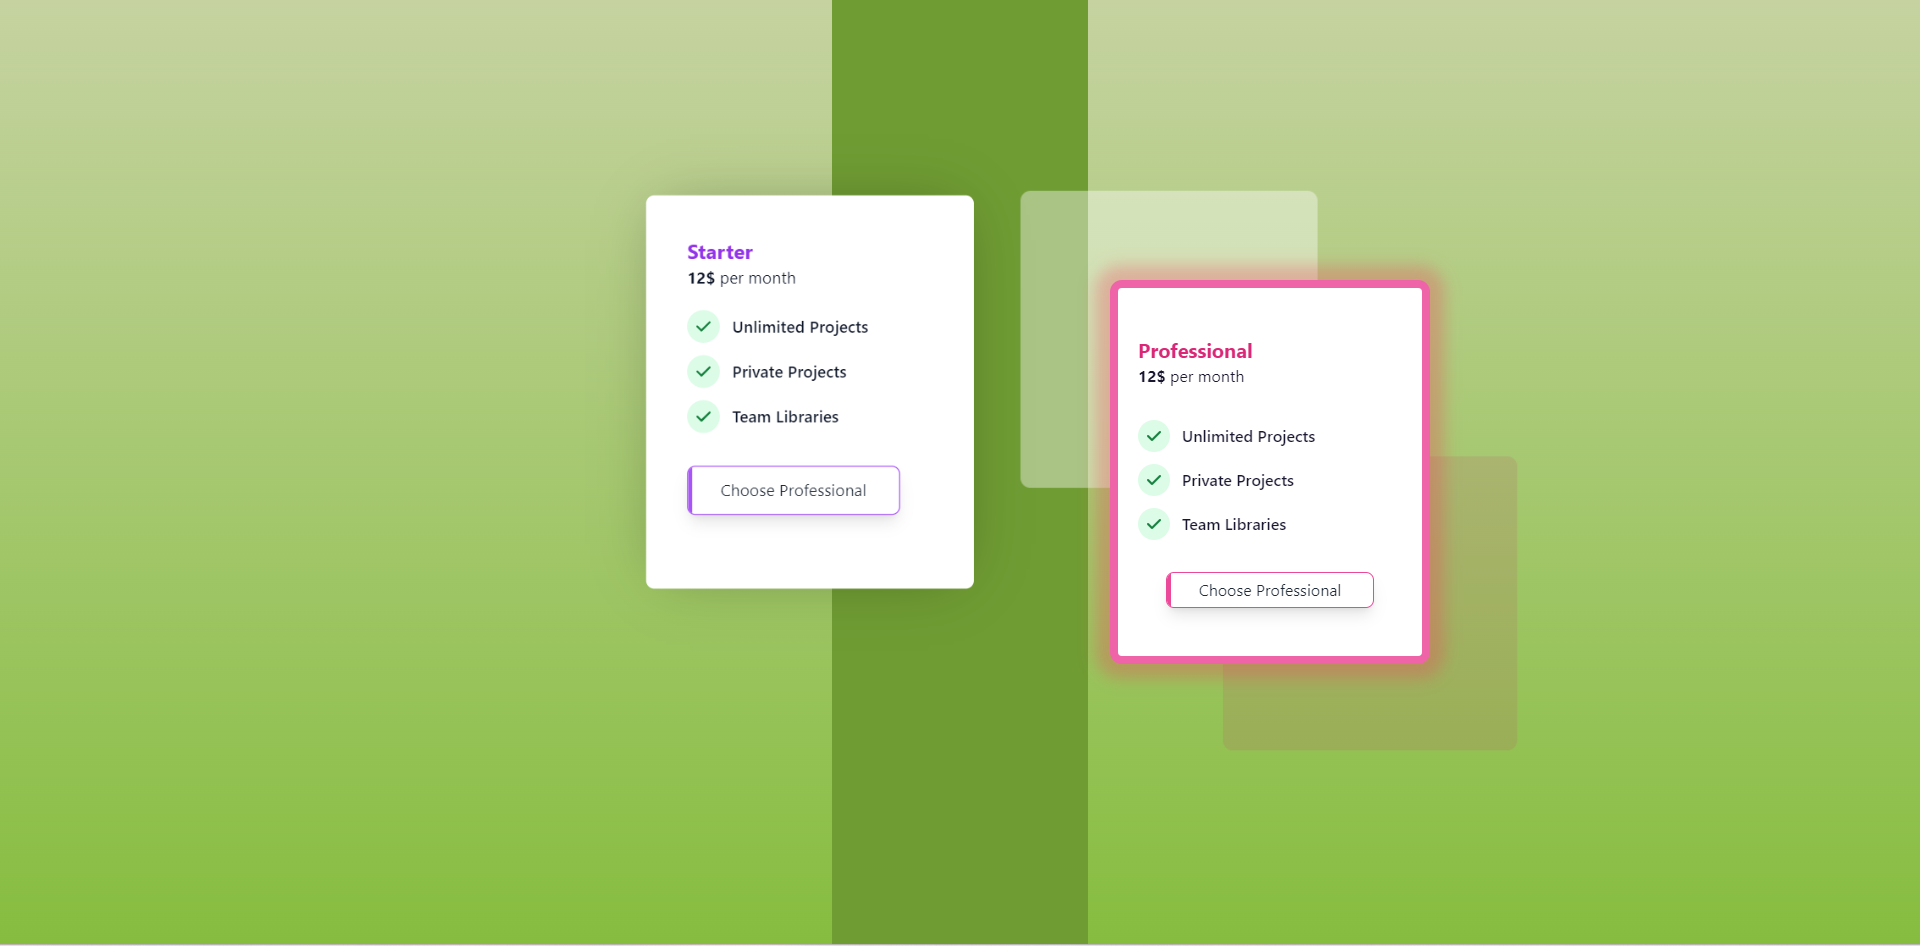 Starter
12$ per month
Unlimited Projects
Private Projects
Team Libraries
Choose Professional
Professional
12$ per month
Unlimited Projects
Private Projects
Team Libraries
Choose Professional